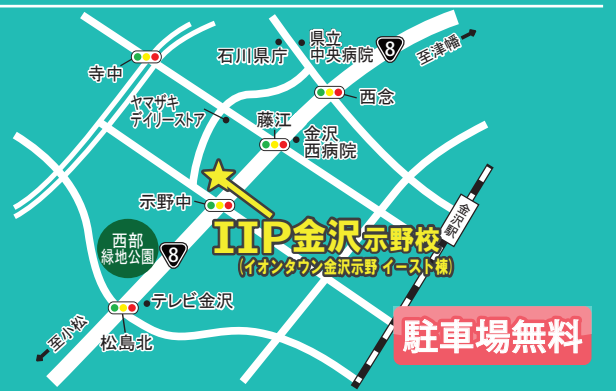 石川県庁
県立
中央病院
8
至津幡
寺中
ヤマザキ
デイリーストア
西念
藤江
金沢
西病院
示野中
金沢駅
IIP金沢示野校
(イオンタウン金沢示野 イースト棟)
西部
緑地公園
8
テレビ金沢
至小松
松島北
駐車場無料